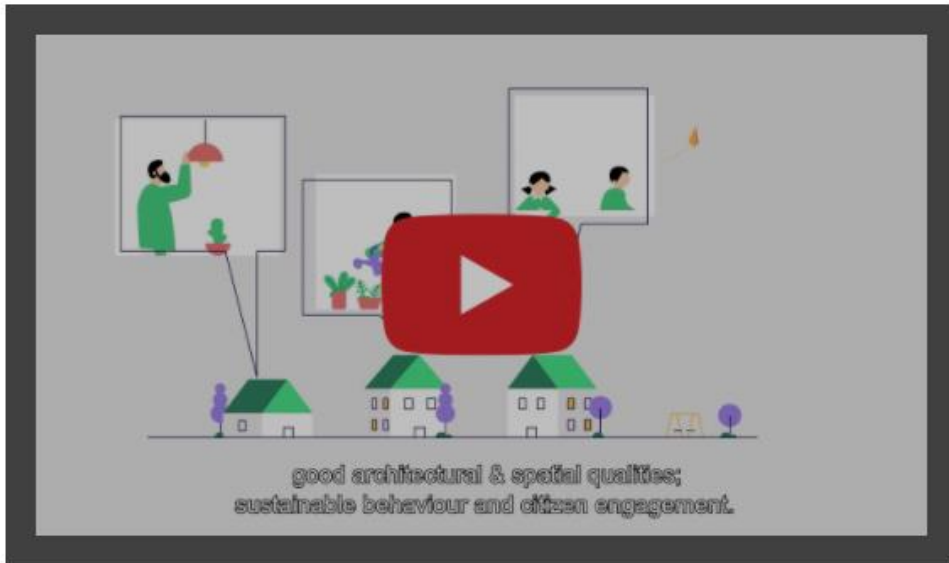 good architectural & spatial qualities;
sustainable behaviour and citizen engagement.